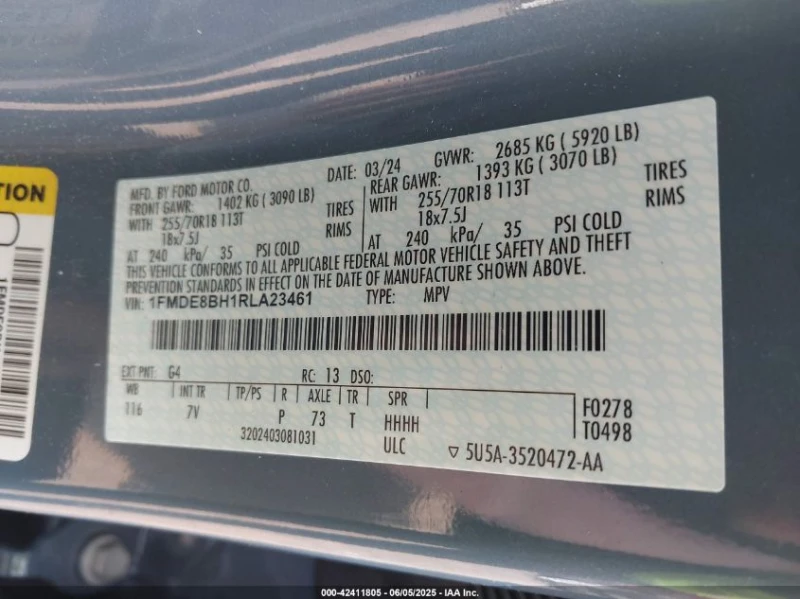 TION
MFD. BY FORD MOTOR CO.
DATE: 03/24 GVWR: 2685 KG ( 5920 LB)
FRONT GAWR: 1402 KG ( 3090 LB)
REAR GAWR: 1393 KG ( 3070 LB)
WITH 255/70R18 113T TIRES
WITH 255/70R18 113T TIRES
18x7.5J RIMS
18x7.5J RIMS
AT 240 kPa/ 35 PSI COLD
AT 240 kPa/ 35 PSI COLD
THIS VEHICLE CONFORMS TO ALL APPLICABLE FEDERAL MOTOR VEHICLE SAFETY AND THEFT
PREVENTION STANDARDS IN EFFECT ON THE DATE OF MANUFACTURE SHOWN ABOVE.
VIN: 1FMDE8BH1RLA23461 TYPE: MPV
EXT PNT: G4 RC: 13 DSO:
WB INT TR TP/PS R AXLE TR SPR
116 7V P 73 T HHHH
F0278
T0498
3202403081031 ULC
▽ 5U5A-3520472-AA
000-42411805 - 06/05/2025 - IAA Inc.